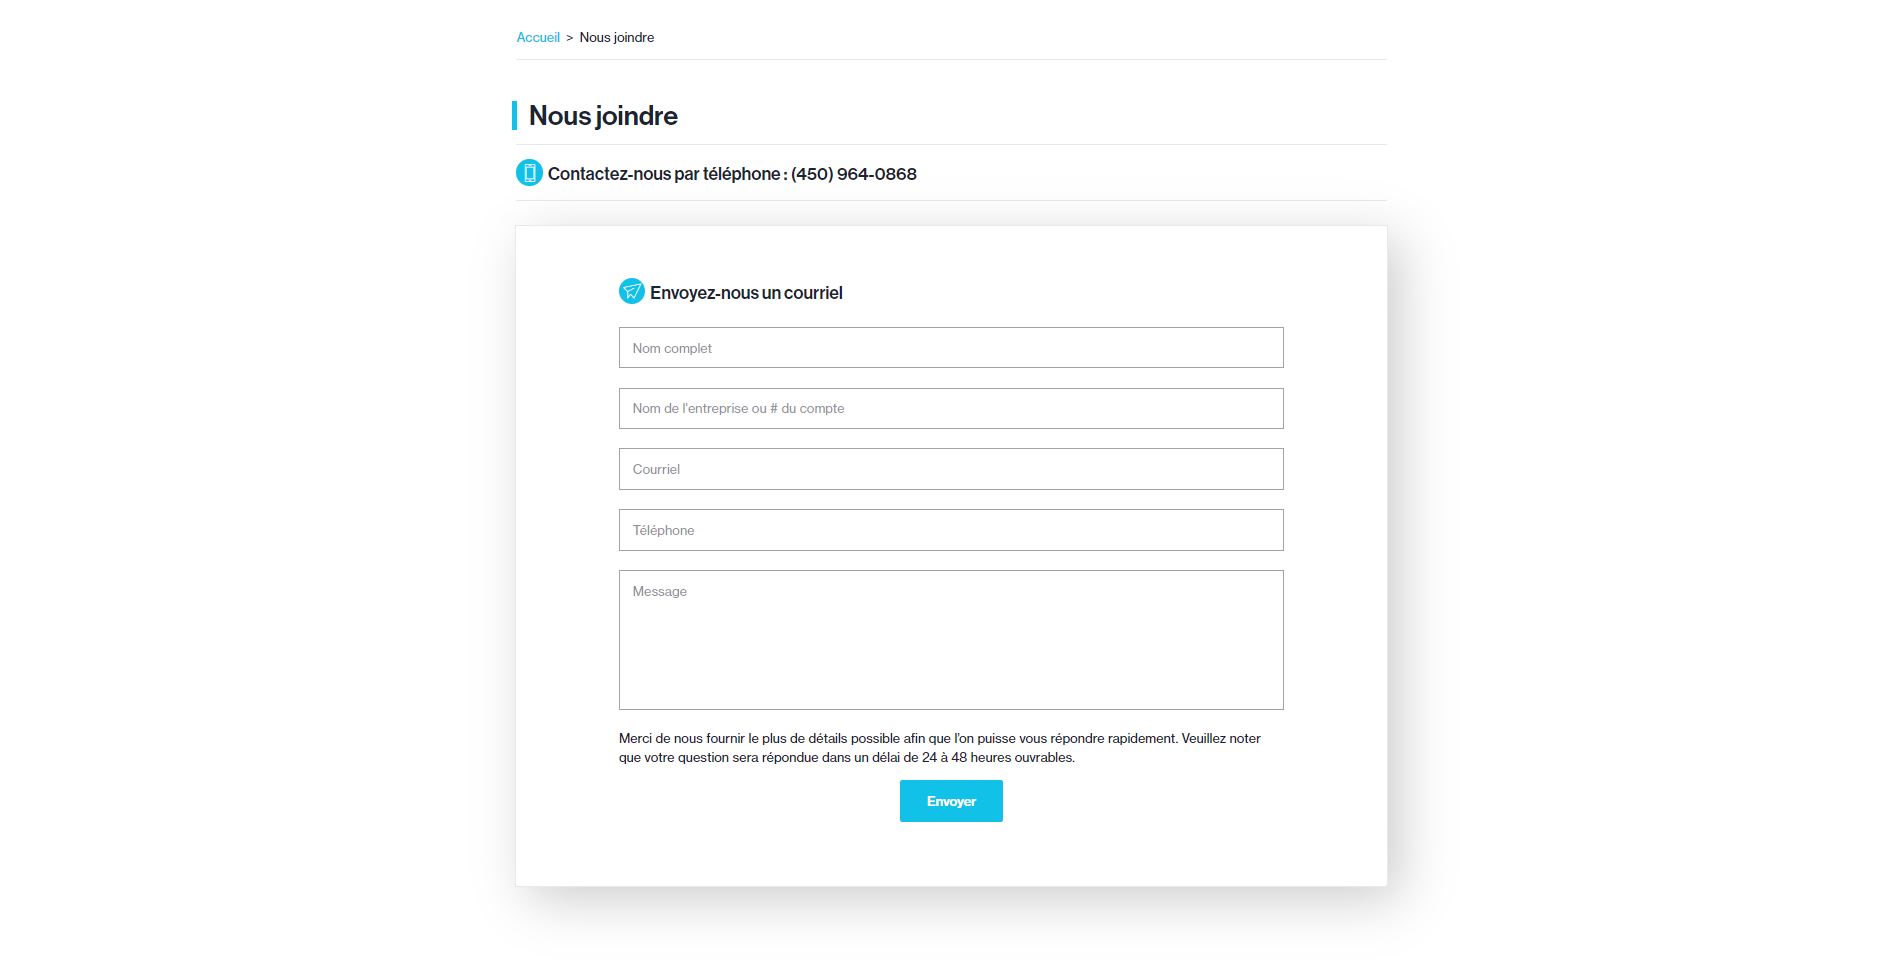 Accueil > Nous joindre
Nous joindre
Contactez-nous par téléphone : (450) 964-0868
Envoyez-nous un courriel
Nom complet
Nom de l'entreprise ou # du compte
Courriel
Téléphone
Message
Merci de nous fournir le plus de détails possible afin que l’on puisse vous répondre rapidement. Veuillez noter
que votre question sera répondue dans un délai de 24 à 48 heures ouvrables.
Envoyer